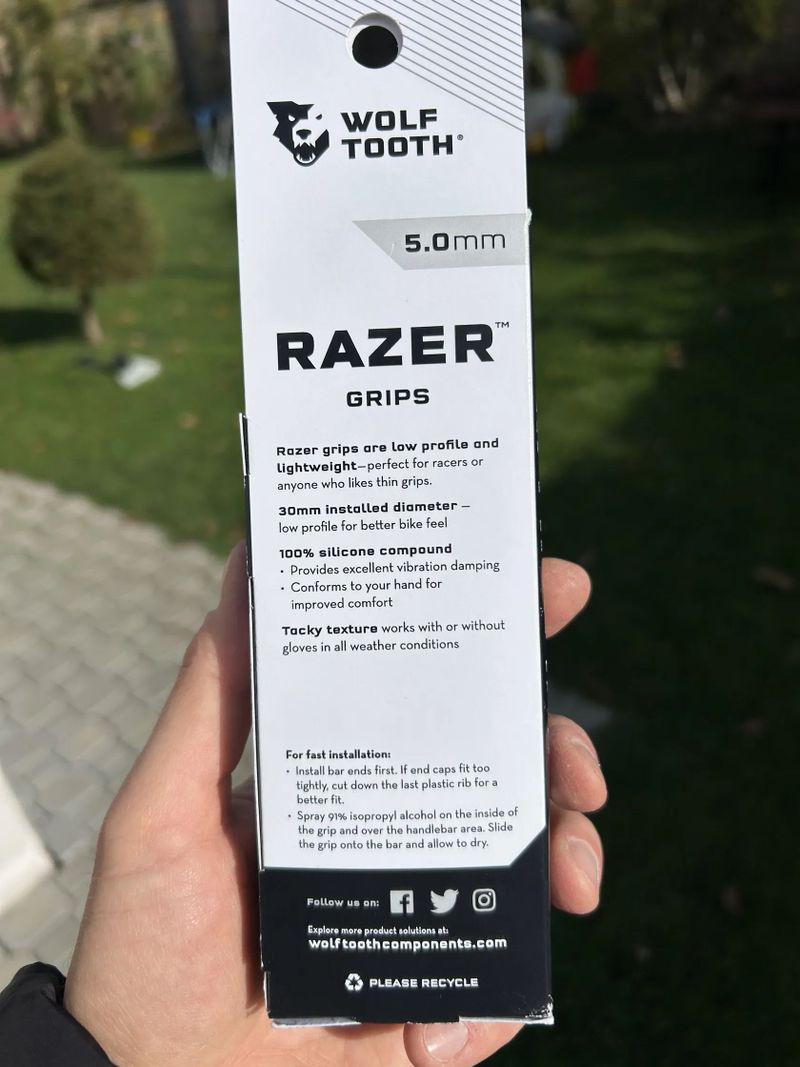 WOLF
TOOTH®
5.0mm
RAZER™
GRIPS
Razer grips are low profile and
lightweight—perfect for racers or
anyone who likes thin grips.
30mm installed diameter –
low profile for better bike feel
100% silicone compound
• Provides excellent vibration damping
• Conforms to your hand for
improved comfort
Tacky texture works with or without
gloves in all weather conditions
For fast installation:
• Install bar ends first. If end caps fit too
tightly, cut down the last plastic rib for a
better fit.
• Spray 91% isopropyl alcohol on the inside of
the grip and over the handlebar area. Slide
the grip onto the bar and allow to dry.
Follow us on:
Explore more product solutions at:
wolftoothcomponents.com
PLEASE RECYCLE